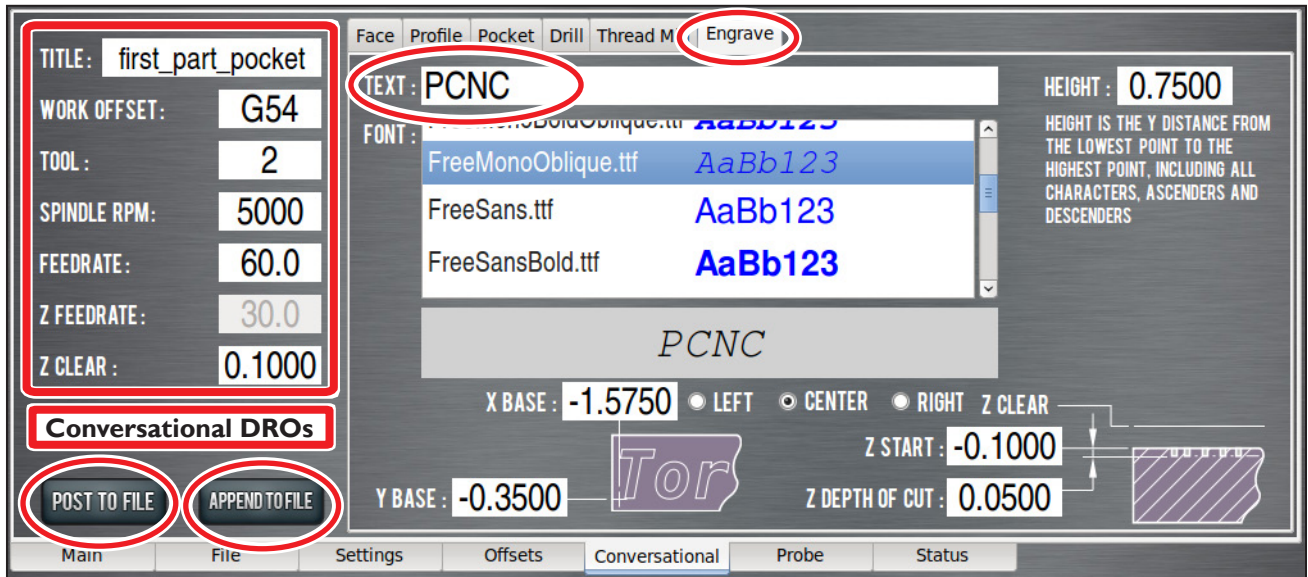 TITLE: first_part_pocket
WORK OFFSET: G54
TOOL: 2
SPINDLE RPM: 5000
FEEDRATE: 60.0
Z FEEDRATE: 30.0
Z CLEAR: 0.1000
Conversational DROs
POST TO FILE APPEND TO FILE
Face Profile Pocket Drill Thread M Engrave
TEXT: PCNC
FONT:
FreeMonoBoldOblique.ttf AaBb123
FreeMonoOblique.ttf AaBb123
FreeSans.ttf AaBb123
FreeSansBold.ttf AaBb123
PCNC
HEIGHT: 0.7500
HEIGHT IS THE Y DISTANCE FROM
THE LOWEST POINT TO THE
HIGHEST POINT, INCLUDING ALL
CHARACTERS, ASCENDERS AND
DESCENDERS
X BASE: -1.5750 LEFT CENTER RIGHT Z CLEAR
Tor
Z START: -0.1000
Y BASE: -0.3500
Z DEPTH OF CUT: 0.0500
Main File Settings Offsets Conversational Probe Status